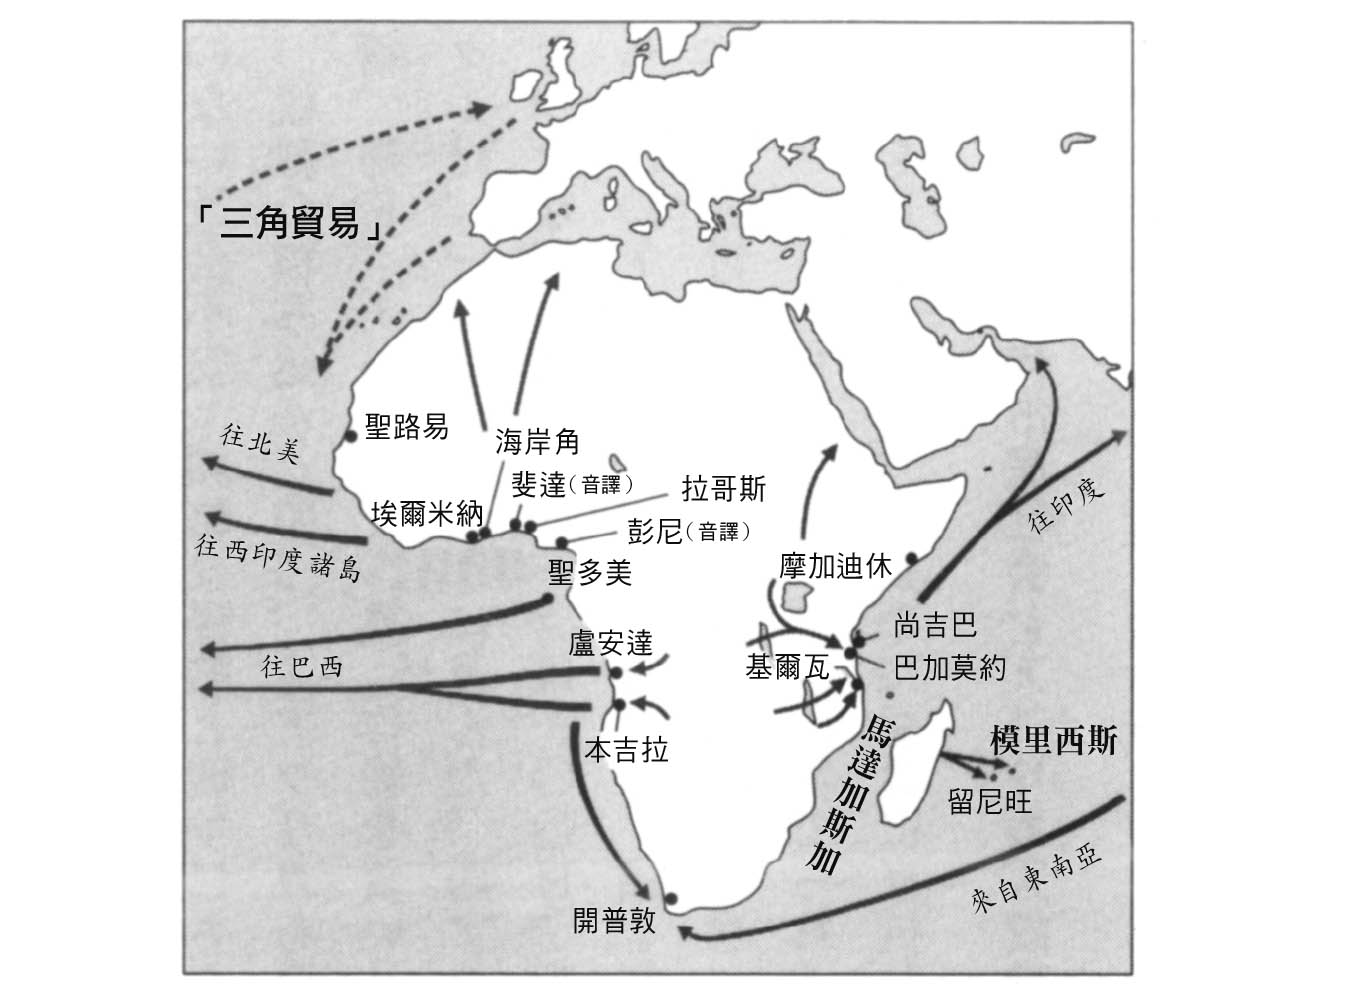 「三角貿易」
聖路易
往北美
海岸角
斐達（音譯）
拉哥斯
埃爾米納
彭尼（音譯）
往西印度諸島
往印度
摩加迪休
聖多美
尚吉巴
盧安達
往巴西
基爾瓦
巴加莫約
本吉拉
馬達加斯加
模里西斯
留尼旺
來自東南亞
開普敦